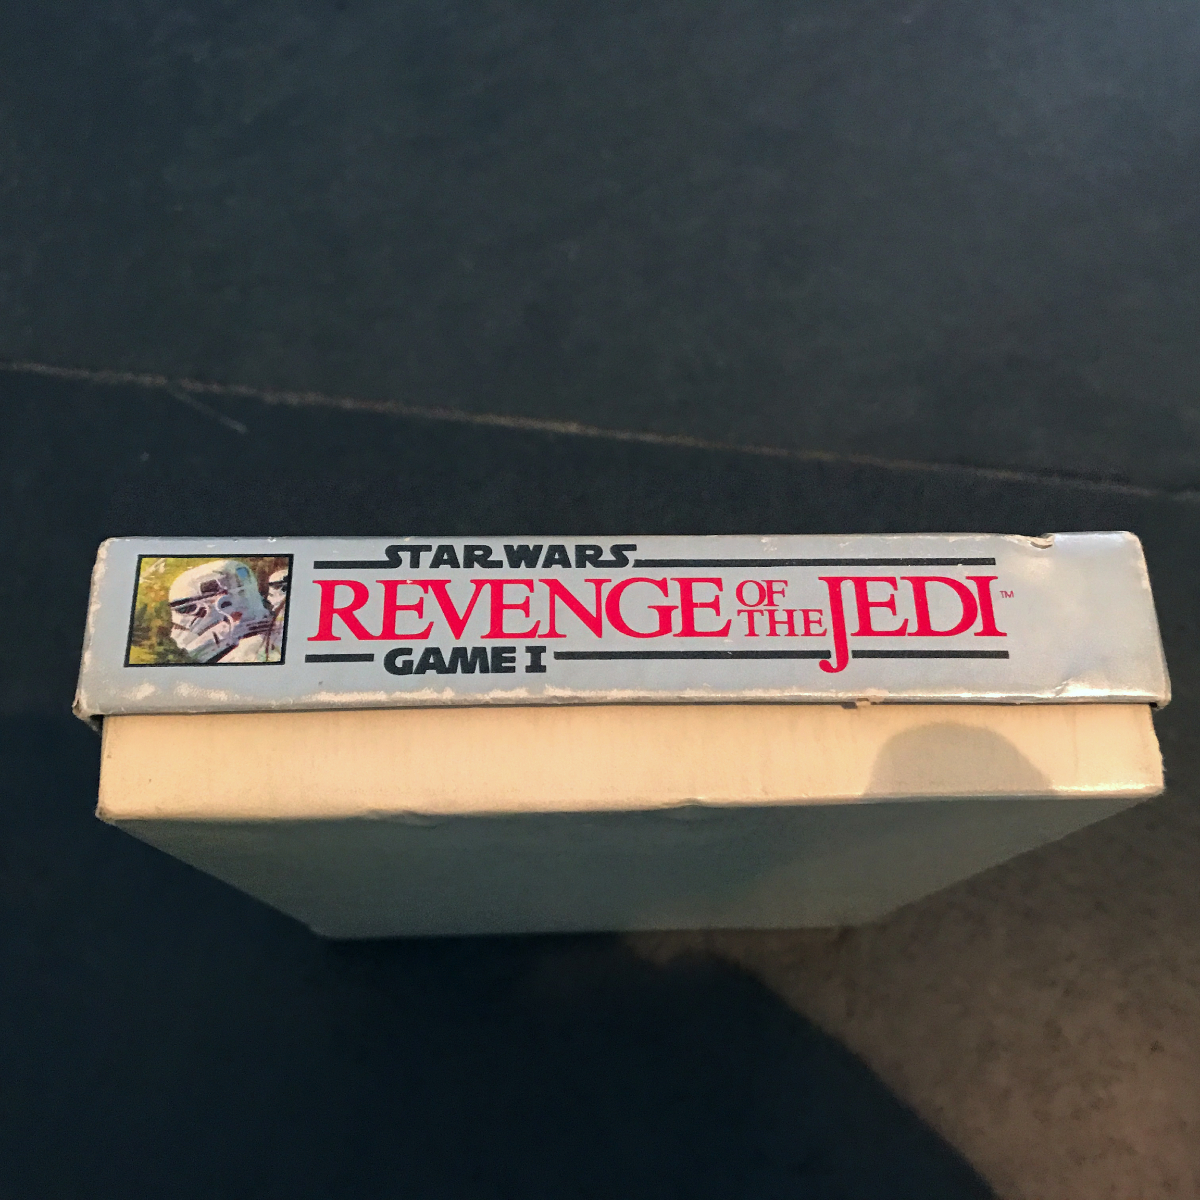 STAR WARS
REVENGE OF THE JEDI™
GAME I